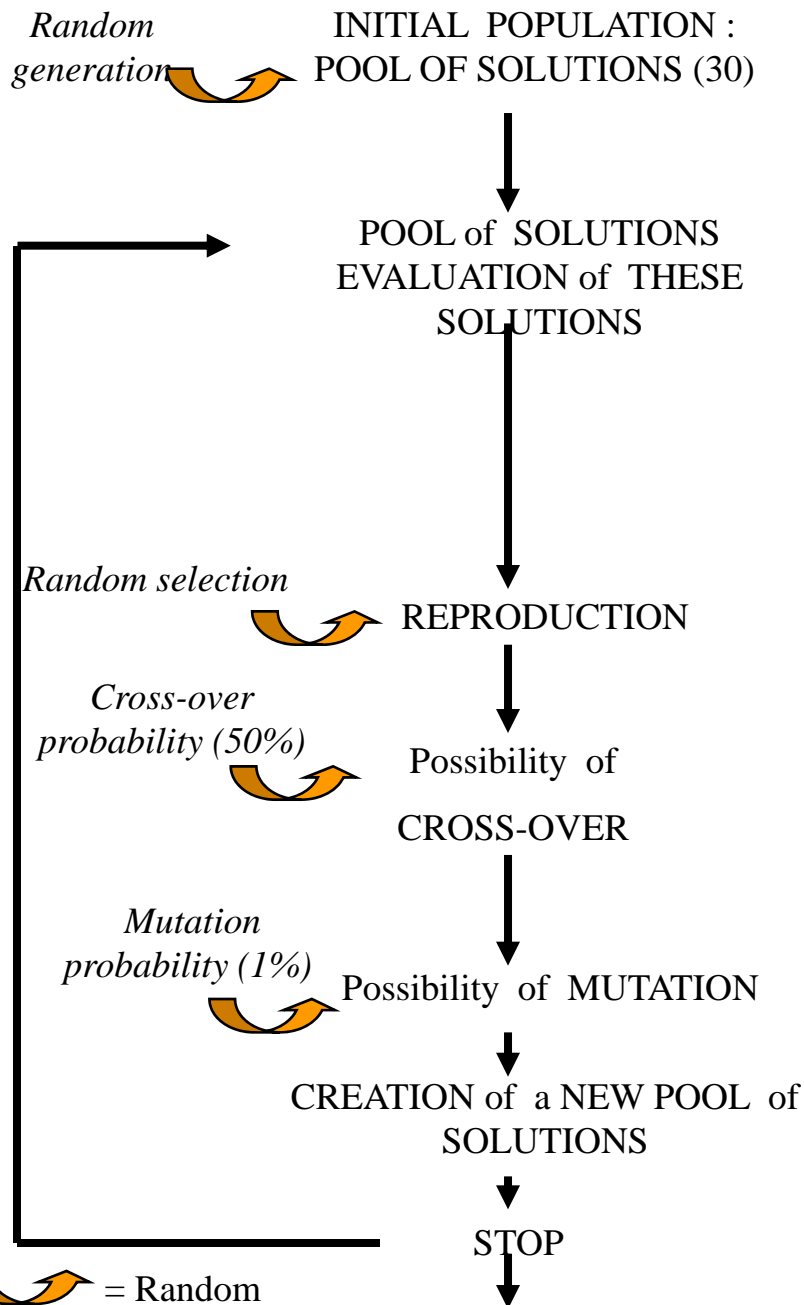 Random
generation
INITIAL POPULATION :
POOL OF SOLUTIONS (30)
POOL of SOLUTIONS
EVALUATION of THESE
SOLUTIONS
Random selection
REPRODUCTION
Cross-over
probability (50%)
Possibility of
CROSS-OVER
Mutation
probability (1%)
Possibility of MUTATION
CREATION of a NEW POOL of
SOLUTIONS
STOP
= Random